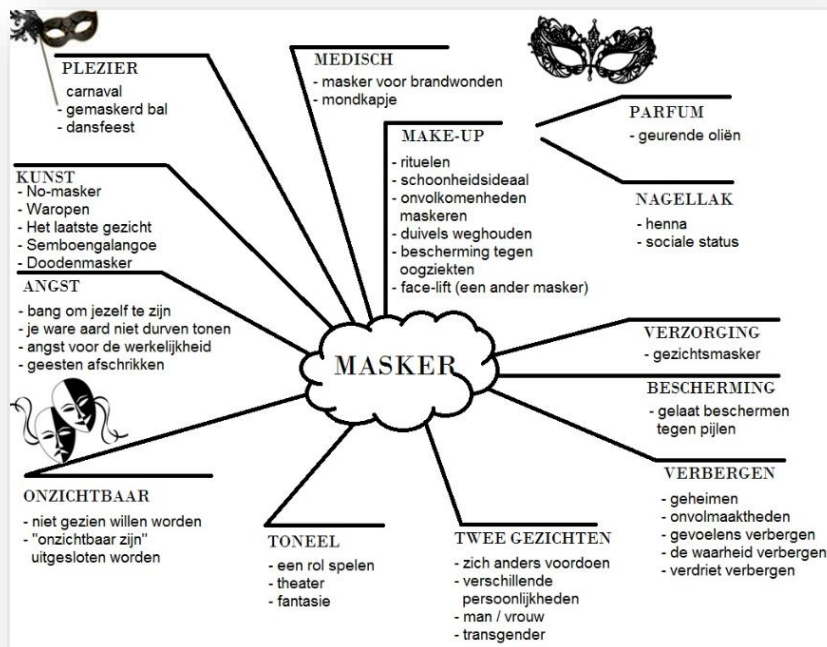 PLEZIER
carnaval
- gemaskerd bal
- dansfeest
MEDISCH
- masker voor brandwonden
- mondkapje
MAKE-UP
- rituelen
- schoonheidsideaal
- onvolkomenheden
maskeren
- duivels weghouden
- bescherming tegen
oogziekten
- face-lift (een ander masker)
PARFUM
- geurende oliën
NAGELLAK
- henna
- sociale status
KUNST
- No-masker
- Waropen
- Het laatste gezicht
- Semboengalangoe
- Doodenmasker
ANGST
- bang om jezelf te zijn
- je ware aard niet durven tonen
- angst voor de werkelijkheid
- geesten afschrikken
MASKER
VERZORGING
- gezichtsmasker
BESCHERMING
- gelaat beschermen
tegen pijlen
VERBERGEN
- geheimen
- onvolmaaktheden
- gevoelens verbergen
- de waarheid verbergen
- verdriet verbergen
ONZICHTBAAR
- niet gezien willen worden
- "onzichtbaar zijn"
uitgesloten worden
TONEEL
- een rol spelen
- theater
- fantasie
TWEE GEZICHTEN
- zich anders voordoen
- verschillende
persoonlijkheden
- man / vrouw
- transgender